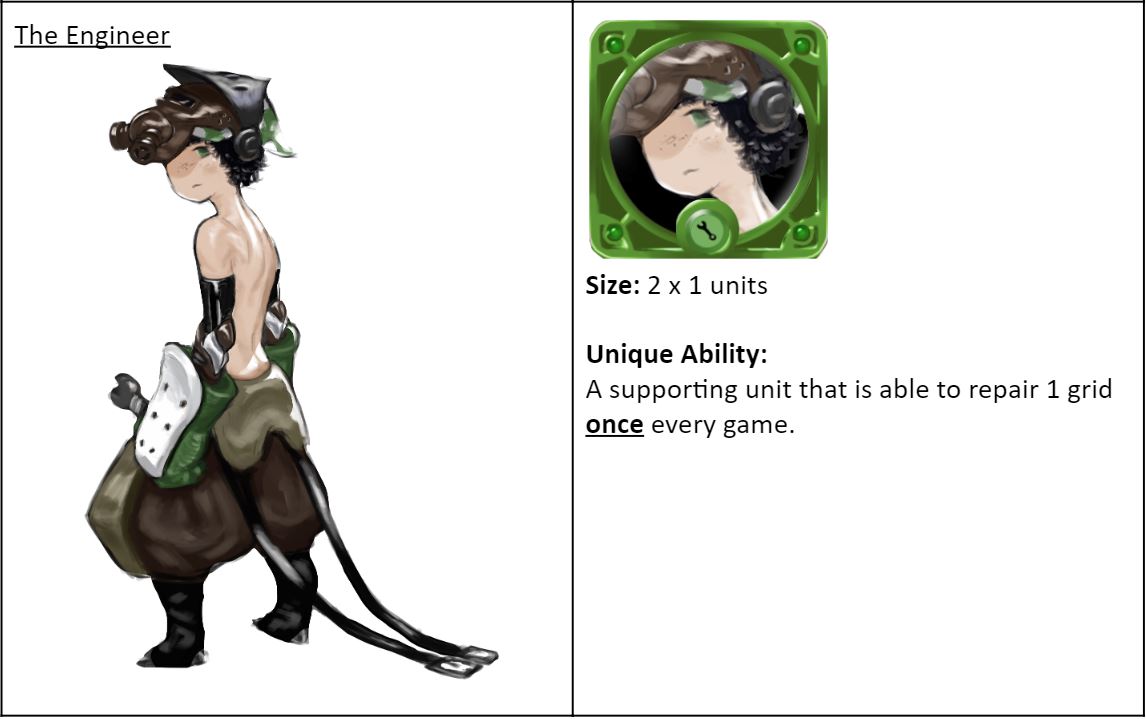 The Engineer
Size: 2 x 1 units
Unique Ability:
A supporting unit that is able to repair 1 grid
once every game.